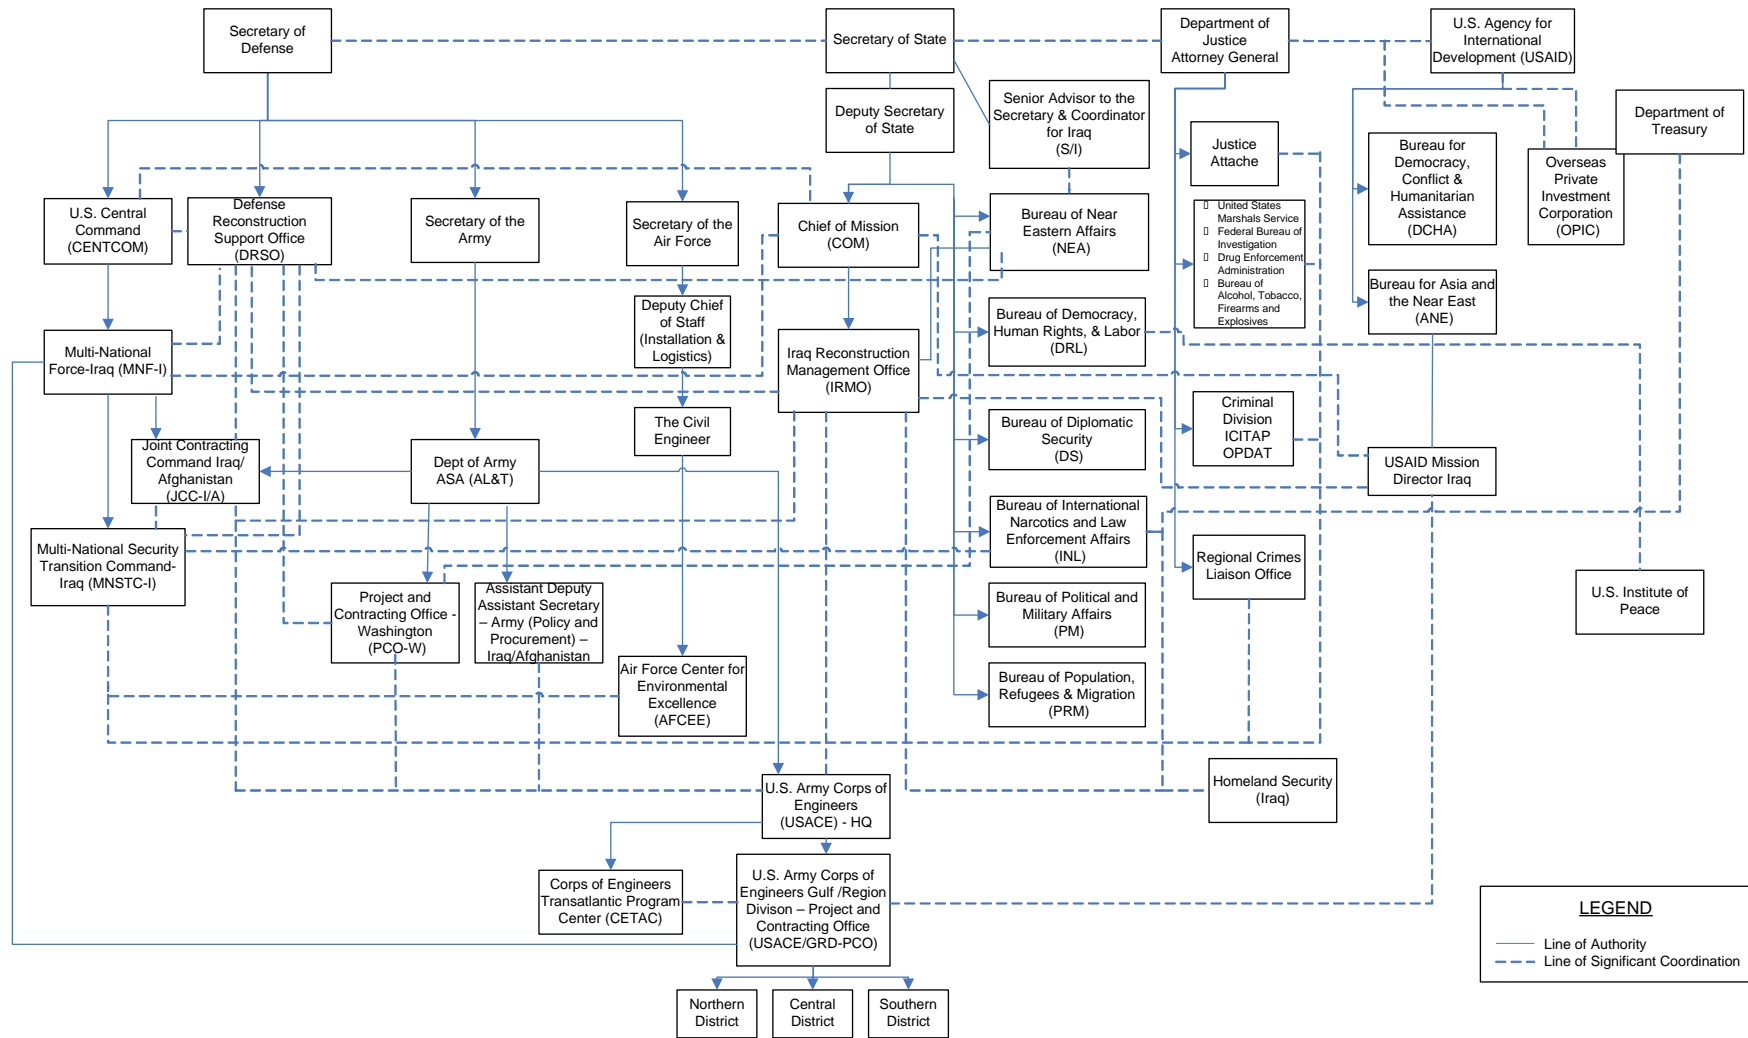 Secretary of
Defense
Secretary of State
Department of
Justice
Attorney General
U.S. Agency for
International
Development (USAID)
Deputy Secretary
of State
Senior Advisor to the
Secretary & Coordinator
for Iraq
(S/I)
Department of
Treasury
Justice
Attache
Bureau for
Democracy,
Conflict &
Humanitarian
Assistance
(DCHA)
Overseas
Private
Investment
Corporation
(OPIC)
U.S. Central
Command
(CENTCOM)
Defense
Reconstruction
Support Office
(DRSO)
Secretary of the
Army
Secretary of the
Air Force
Chief of Mission
(COM)
Bureau of Near
Eastern Affairs
(NEA)
United States
Marshals Service
Federal Bureau of
Investigation
Drug Enforcement
Administration
Bureau of
Alcohol, Tobacco,
Firearms and
Explosives
Bureau for Asia and
the Near East
(ANE)
Deputy Chief
of Staff
(Installation &
Logistics)
Multi-National
Force-Iraq (MNF-I)
Iraq Reconstruction
Management Office
(IRMO)
Bureau of Democracy,
Human Rights, & Labor
(DRL)
The Civil
Engineer
Bureau of Diplomatic
Security
(DS)
Criminal
Division
ICITAP
OPDAT
Joint Contracting
Command Iraq/
Afghanistan
(JCC-I/A)
Dept of Army
ASA (AL&T)
USAID Mission
Director Iraq
Multi-National Security
Transition Command-
Iraq (MNSTC-I)
Bureau of International
Narcotics and Law
Enforcement Affairs
(INL)
Regional Crimes
Liaison Office
Project and
Contracting Office -
Washington
(PCO-W)
Assistant Deputy
Assistant Secretary
– Army (Policy and
Procurement) –
Iraq/Afghanistan
Bureau of Political and
Military Affairs
(PM)
U.S. Institute of
Peace
Air Force Center for
Environmental
Excellence
(AFCEE)
Bureau of Population,
Refugees & Migration
(PRM)
U.S. Army Corps of
Engineers
(USACE) - HQ
Homeland Security
(Iraq)
Corps of Engineers
Transatlantic Program
Center (CETAC)
U.S. Army Corps of
Engineers Gulf /Region
Divison – Project and
Contracting Office
(USACE/GRD-PCO)
Northern
District
Central
District
Southern
District
LEGEND
Line of Authority
Line of Significant Coordination